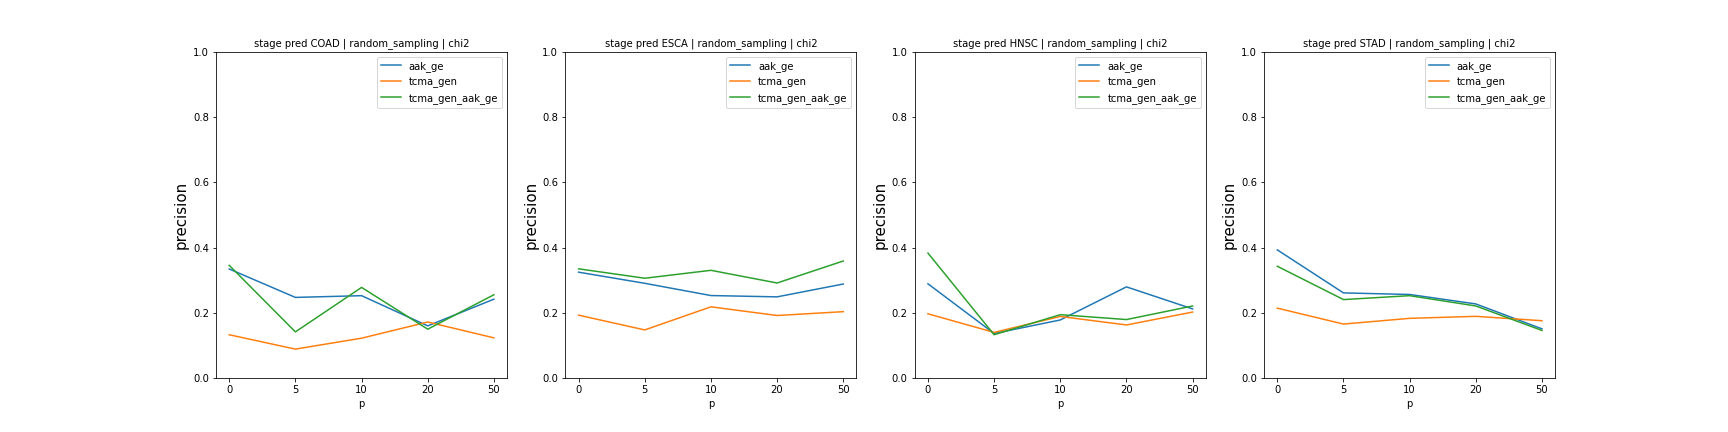 stage pred COAD | random_sampling | chi2
1.0
0.8
0.6
0.4
0.2
0.0
precision
aak_ge
tcma_gen
tcma_gen_aak_ge
0 5 10 20 50
p
stage pred ESCA | random_sampling | chi2
1.0
0.8
0.6
0.4
0.2
0.0
precision
aak_ge
tcma_gen
tcma_gen_aak_ge
0 5 10 20 50
p
stage pred HNSC | random_sampling | chi2
1.0
0.8
0.6
0.4
0.2
0.0
precision
aak_ge
tcma_gen
tcma_gen_aak_ge
0 5 10 20 50
p
stage pred STAD | random_sampling | chi2
1.0
0.8
0.6
0.4
0.2
0.0
precision
aak_ge
tcma_gen
tcma_gen_aak_ge
0 5 10 20 50
p